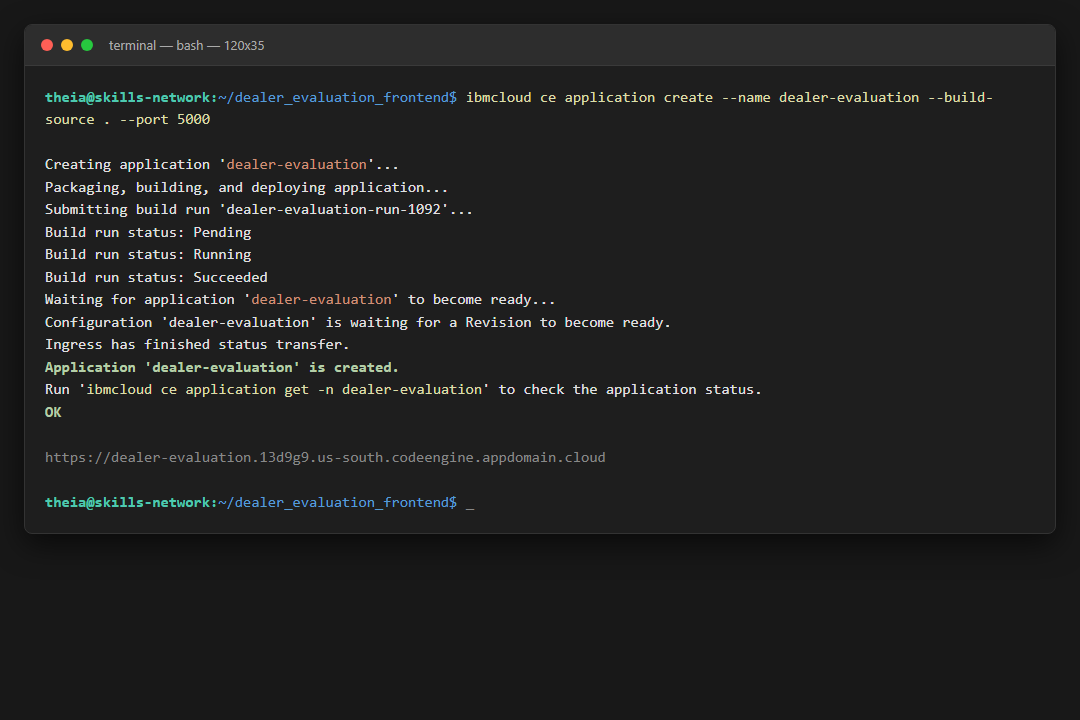 terminal — bash — 120x35
theia@skills-network:~/dealer_evaluation_frontend$ ibmcloud ce application create --name dealer-evaluation --build-
source . --port 5000
Creating application 'dealer-evaluation'...
Packaging, building, and deploying application...
Submitting build run 'dealer-evaluation-run-1092'...
Build run status: Pending
Build run status: Running
Build run status: Succeeded
Waiting for application 'dealer-evaluation' to become ready...
Configuration 'dealer-evaluation' is waiting for a Revision to become ready.
Ingress has finished status transfer.
Application 'dealer-evaluation' is created.
Run 'ibmcloud ce application get -n dealer-evaluation' to check the application status.
OK
https://dealer-evaluation.13d9g9.us-south.codeengine.appdomain.cloud
theia@skills-network:~/dealer_evaluation_frontend$ _